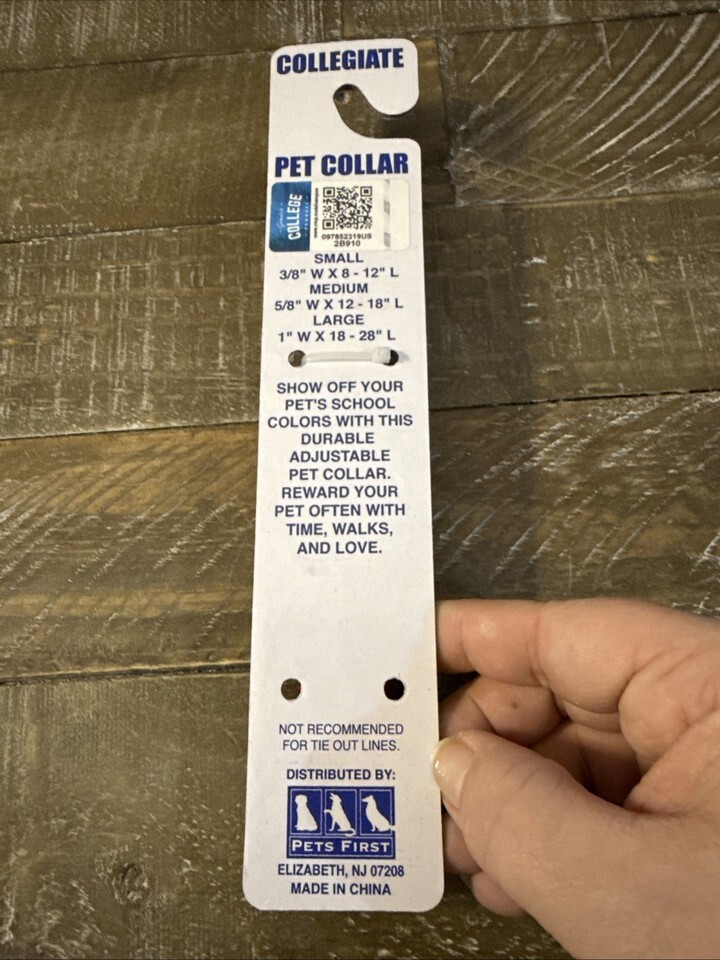 COLLEGIATE
PET COLLAR
COLLEGE
097852319US
2B910
SMALL
3/8" W X 8 - 12" L
MEDIUM
5/8" W X 12 - 18" L
LARGE
1" W X 18 - 28" L
SHOW OFF YOUR
PET'S SCHOOL
COLORS WITH THIS
DURABLE
ADJUSTABLE
PET COLLAR.
REWARD YOUR
PET OFTEN WITH
TIME, WALKS,
AND LOVE.
NOT RECOMMENDED
FOR TIE OUT LINES.
DISTRIBUTED BY:
PETS FIRST
ELIZABETH, NJ 07208
MADE IN CHINA